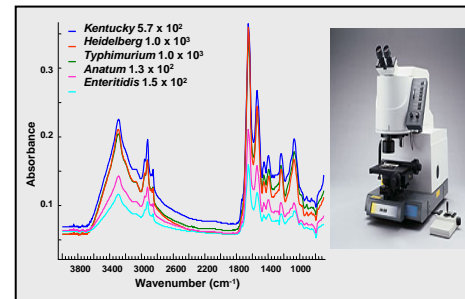 Kentucky 5.7 x 10²
Heidelberg 1.0 x 10³
Typhimurium 1.0 x 10³
Anatum 1.3 x 10²
Enteritidis 1.5 x 10²
0.3
0.2
0.1
Absorbance
3800 3400 3000 2600 2200 1800 1400 1000
Wavenumber (cm⁻¹)